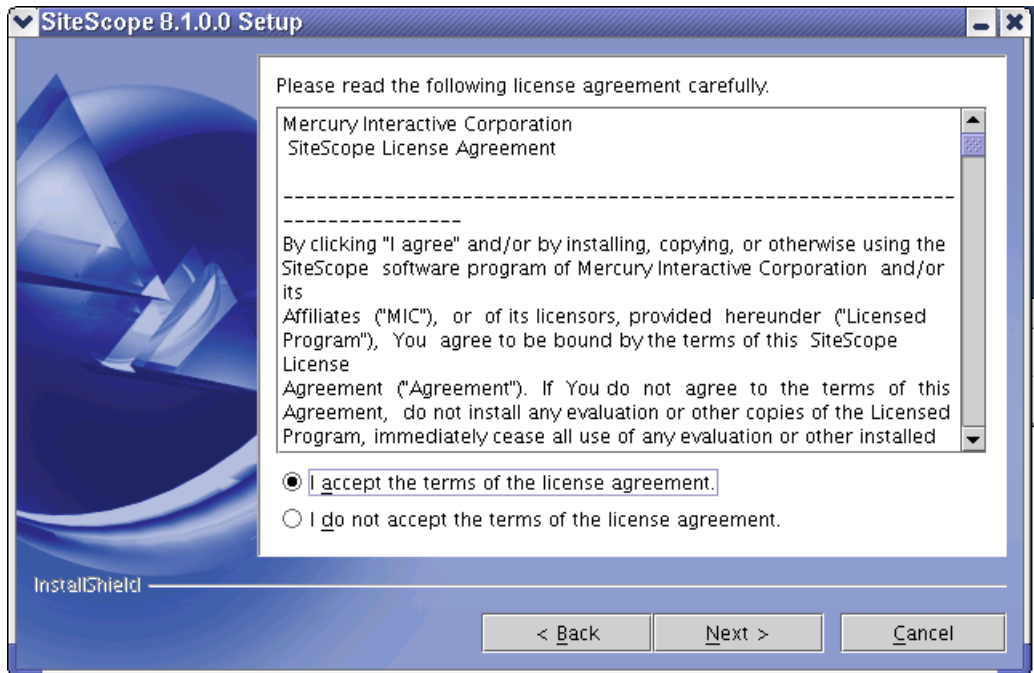 SiteScope 8.1.0.0 Setup
Please read the following license agreement carefully.
Mercury Interactive Corporation
SiteScope License Agreement
------------------------------------------------------------
----------------
By clicking "I agree" and/or by installing, copying, or otherwise using the
SiteScope software program of Mercury Interactive Corporation and/or
its
Affiliates ("MIC"), or of its licensors, provided hereunder ("Licensed
Program"), You agree to be bound by the terms of this SiteScope
License
Agreement ("Agreement"). If You do not agree to the terms of this
Agreement, do not install any evaluation or other copies of the Licensed
Program, immediately cease all use of any evaluation or other installed
I accept the terms of the license agreement.
I do not accept the terms of the license agreement.
InstallShield
< Back
Next >
Cancel